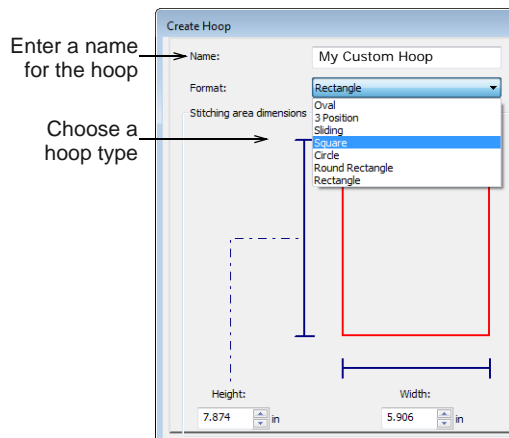 Create Hoop
Enter a name
for the hoop
Name:
My Custom Hoop
Format:
Rectangle
Oval
3 Position
Sliding
Square
Circle
Round Rectangle
Rectangle
Stitching area dimensions
Choose a
hoop type
Height:
Width:
7.874
in
5.906
in